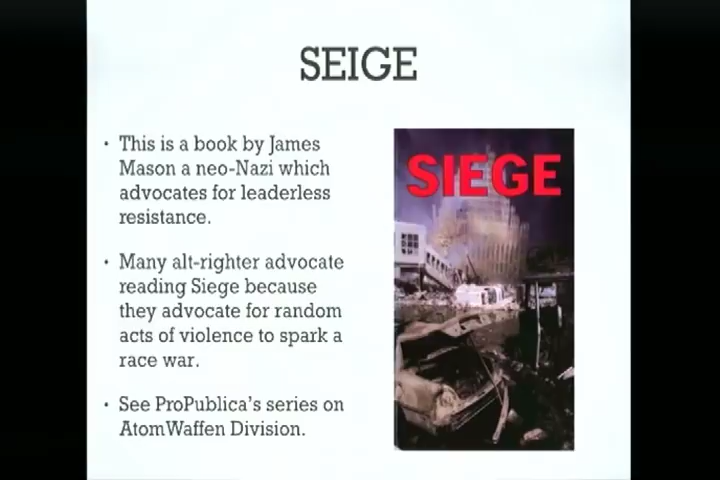 SEIGE
• This is a book by James
Mason a neo-Nazi which
advocates for leaderless
resistance.
• Many alt-righter advocate
reading Siege because
they advocate for random
acts of violence to spark a
race war.
• See ProPublica's series on
AtomWaffen Division.
SIEGE